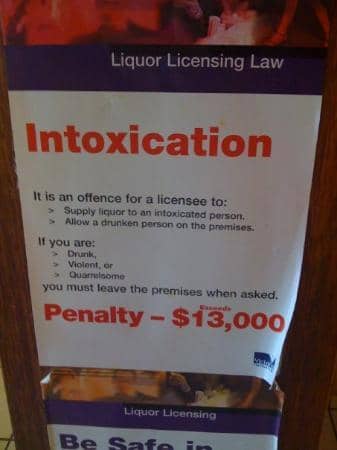 Liquor Licensing Law
Intoxication
It is an offence for a licensee to:
> Supply liquor to an intoxicated person.
> Allow a drunken person on the premises.
If you are:
> Drunk,
> Violent, or
> Quarrelsome
you must leave the premises when asked.
Exceeds
Penalty – $13,000
Liquor Licensing
Be Safe in